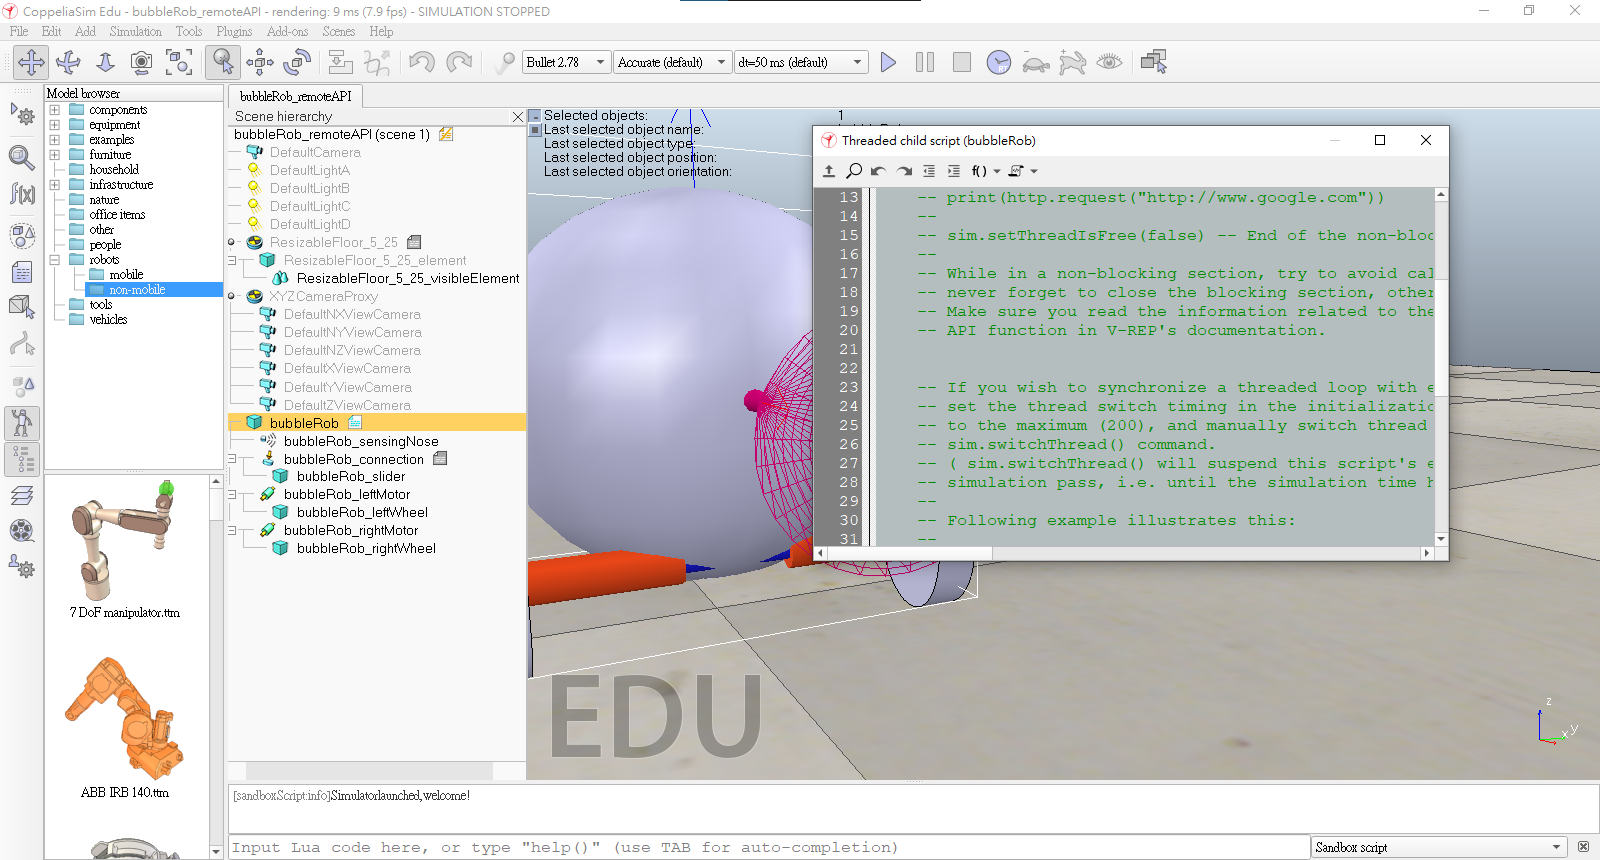 CoppeliaSim Edu - bubbleRob_remoteAPI - rendering: 9 ms (7.9 fps) - SIMULATION STOPPED
File Edit Add Simulation Tools Plugins Add-ons Scenes Help
Bullet 2.78 Accurate (default) dt=50 ms (default)
Model browser
components
equipment
examples
furniture
household
infrastructure
nature
office items
other
people
robots
mobile
non-mobile
tools
vehicles
7 DoF manipulator.ttm
ABB IRB 140.ttm
bubbleRob_remoteAPI
Scene hierarchy
bubbleRob_remoteAPI (scene 1)
DefaultCamera
DefaultLightA
DefaultLightB
DefaultLightC
DefaultLightD
ResizableFloor_5_25
ResizableFloor_5_25_element
ResizableFloor_5_25_visibleElement
XYZCameraProxy
DefaultNXViewCamera
DefaultNYViewCamera
DefaultNZViewCamera
DefaultXViewCamera
DefaultYViewCamera
DefaultZViewCamera
bubbleRob
bubbleRob_sensingNose
bubbleRob_connection
bubbleRob_slider
bubbleRob_leftMotor
bubbleRob_leftWheel
bubbleRob_rightMotor
bubbleRob_rightWheel
Selected objects: 1
Last selected object name:
Last selected object type:
Last selected object position:
Last selected object orientation:
Threaded child script (bubbleRob)
f()
13 -- print(http.request("http://www.google.com"))
14 --
15 -- sim.setThreadIsFree(false) -- End of the non-bloc
16 --
17 -- While in a non-blocking section, try to avoid cal
18 -- never forget to close the blocking section, other
19 -- Make sure you read the information related to the
20 -- API function in V-REP's documentation.
21
22
23 -- If you wish to synchronize a threaded loop with e
24 -- set the thread switch timing in the initializatio
25 -- to the maximum (200), and manually switch thread
26 -- sim.switchThread() command.
27 -- ( sim.switchThread() will suspend this script's e
28 -- simulation pass, i.e. until the simulation time h
29 --
30 -- Following example illustrates this:
31 --
EDU
z
x
y
[sandboxScript:info]Simulatorlaunched,welcome!
Input Lua code here, or type "help()" (use TAB for auto-completion)
Sandbox script